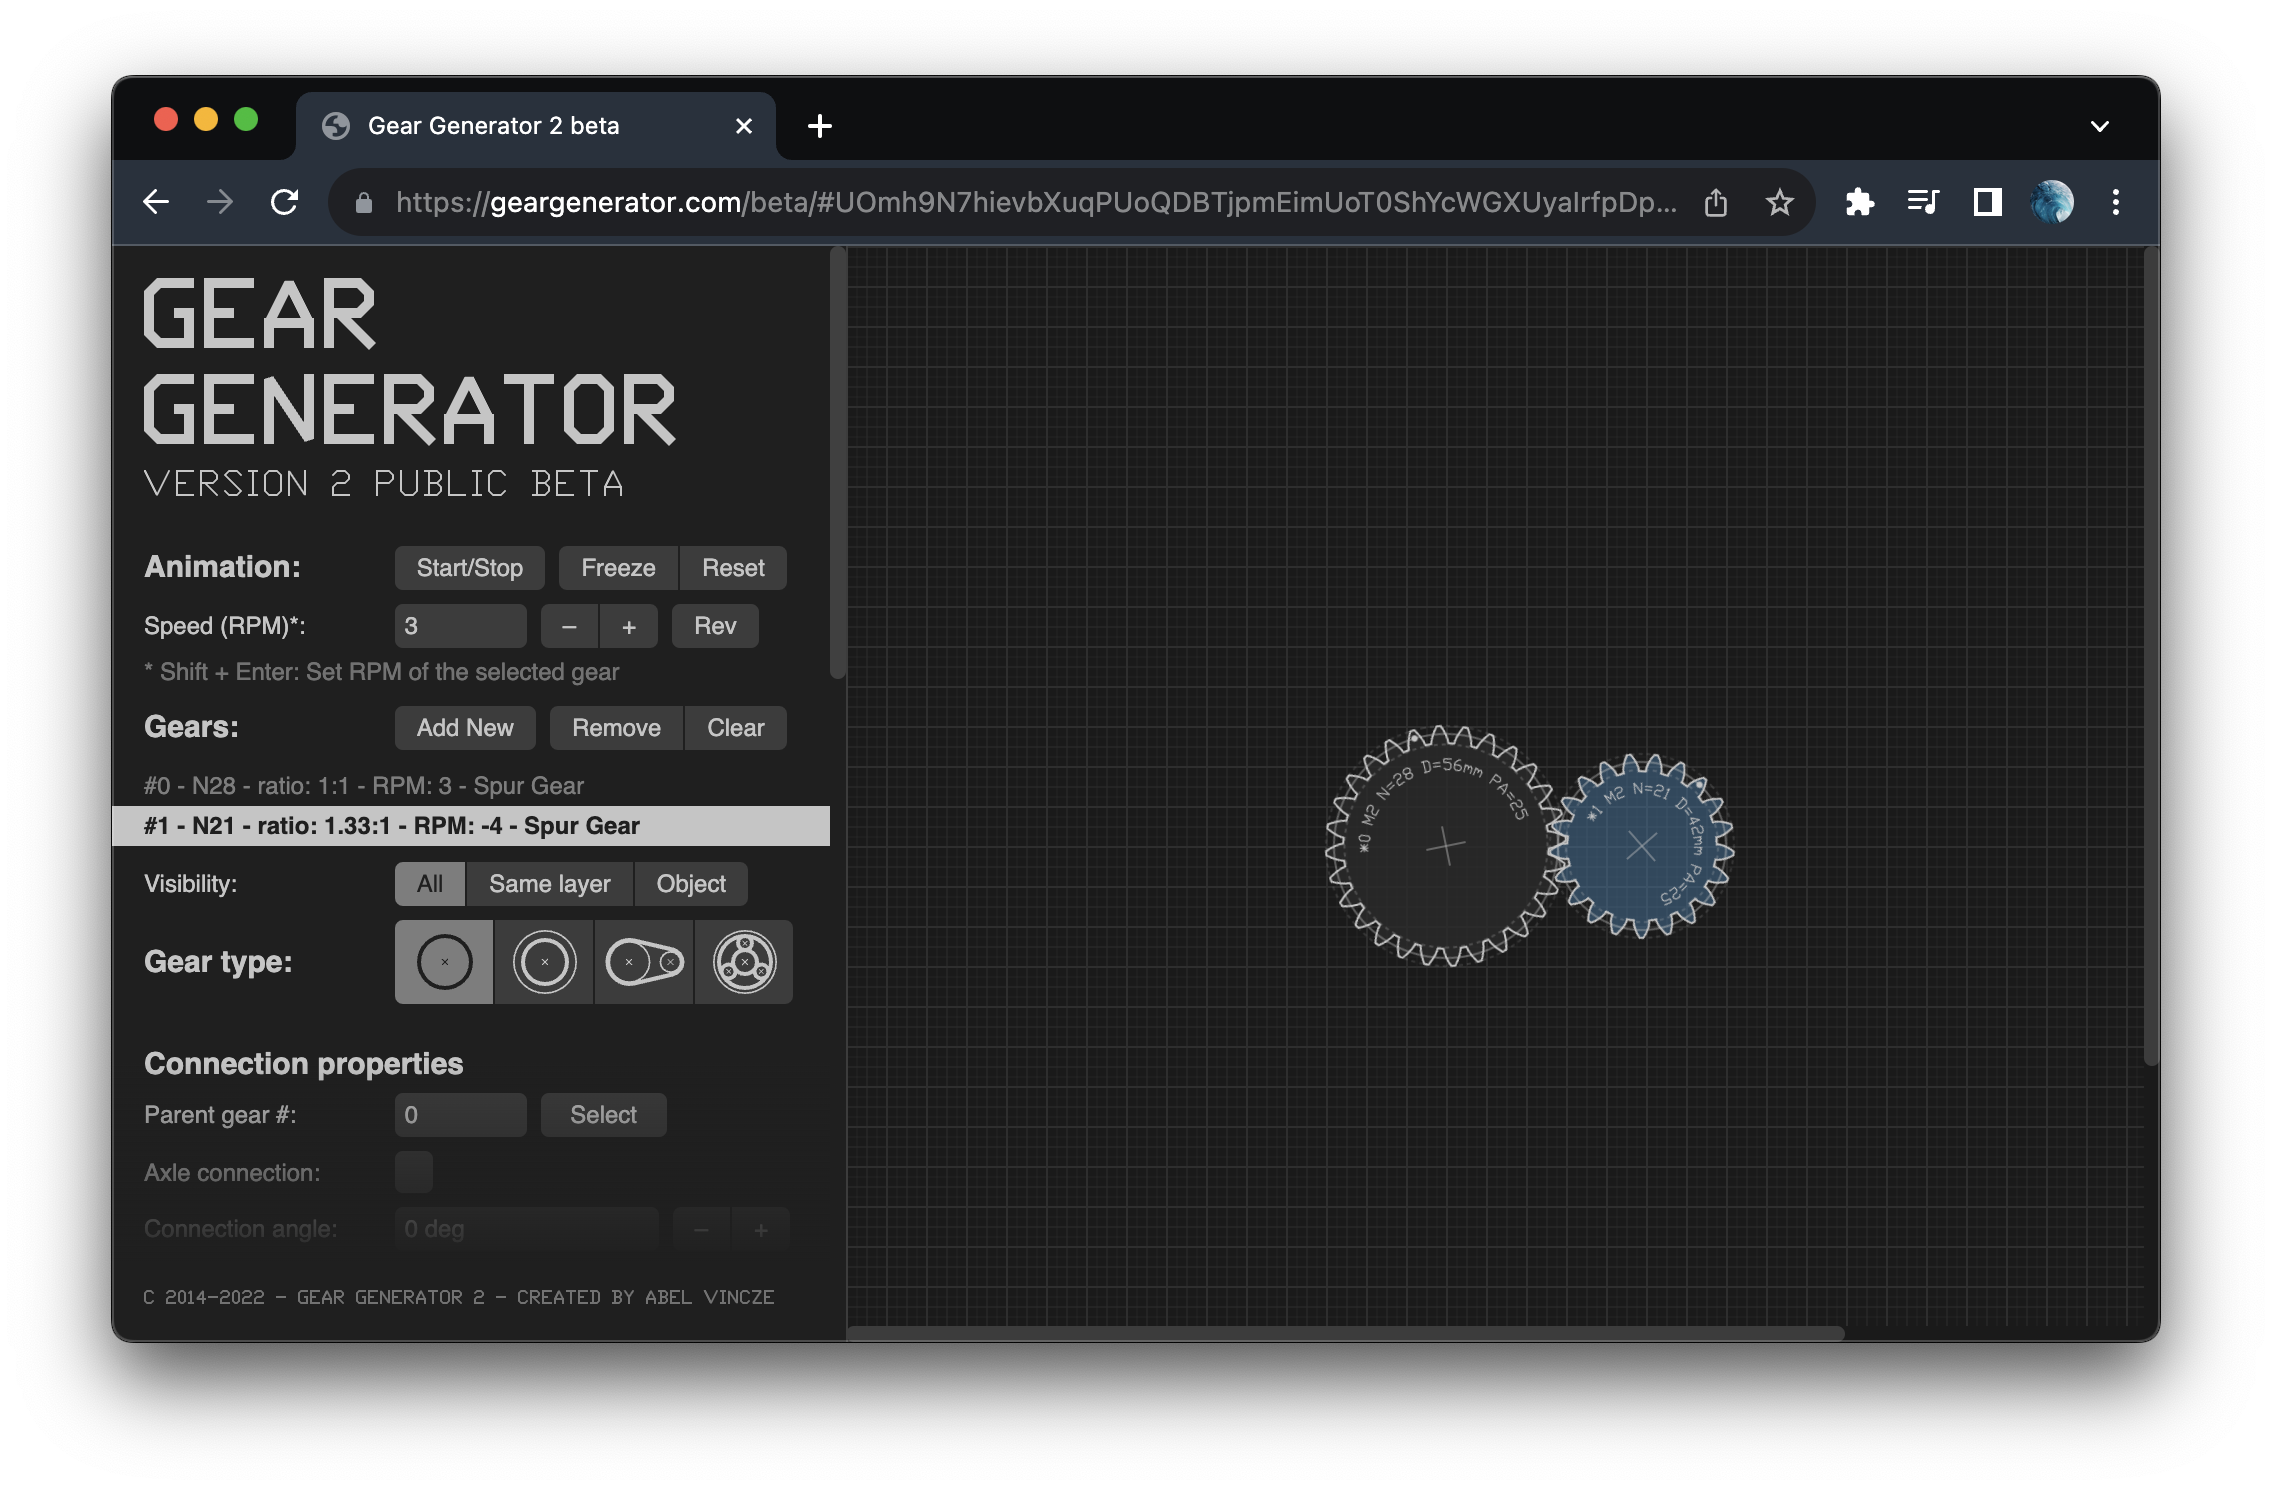 Gear Generator 2 beta
https://geargenerator.com/beta/#UOmh9N7hievbXuqPUoQDBTjpmEimUoT0ShYcWGXUyaIrfpDp...
GEAR
GENERATOR
VERSION 2 PUBLIC BETA
Animation: Start/Stop Freeze Reset
Speed (RPM)*: 3 − + Rev
* Shift + Enter: Set RPM of the selected gear
Gears: Add New Remove Clear
#0 - N28 - ratio: 1:1 - RPM: 3 - Spur Gear
#1 - N21 - ratio: 1.33:1 - RPM: -4 - Spur Gear
Visibility: All Same layer Object
Gear type:
Connection properties
Parent gear #: 0 Select
Axle connection:
Connection angle: 0 deg − +
C 2014-2022 - GEAR GENERATOR 2 - CREATED BY ABEL VINCZE
*0 M2 N=28 D=56mm PA=25
*1 M2 N=21 D=42mm PA=25